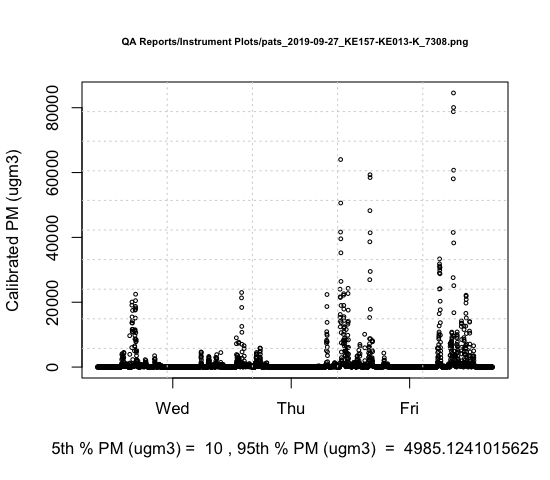 QA Reports/Instrument Plots/pats_2019-09-27_KE157-KE013-K_7308.png
80000
60000
40000
20000
0
Calibrated PM (ugm3)
Wed Thu Fri
5th % PM (ugm3) = 10 , 95th % PM (ugm3) = 4985.1241015625